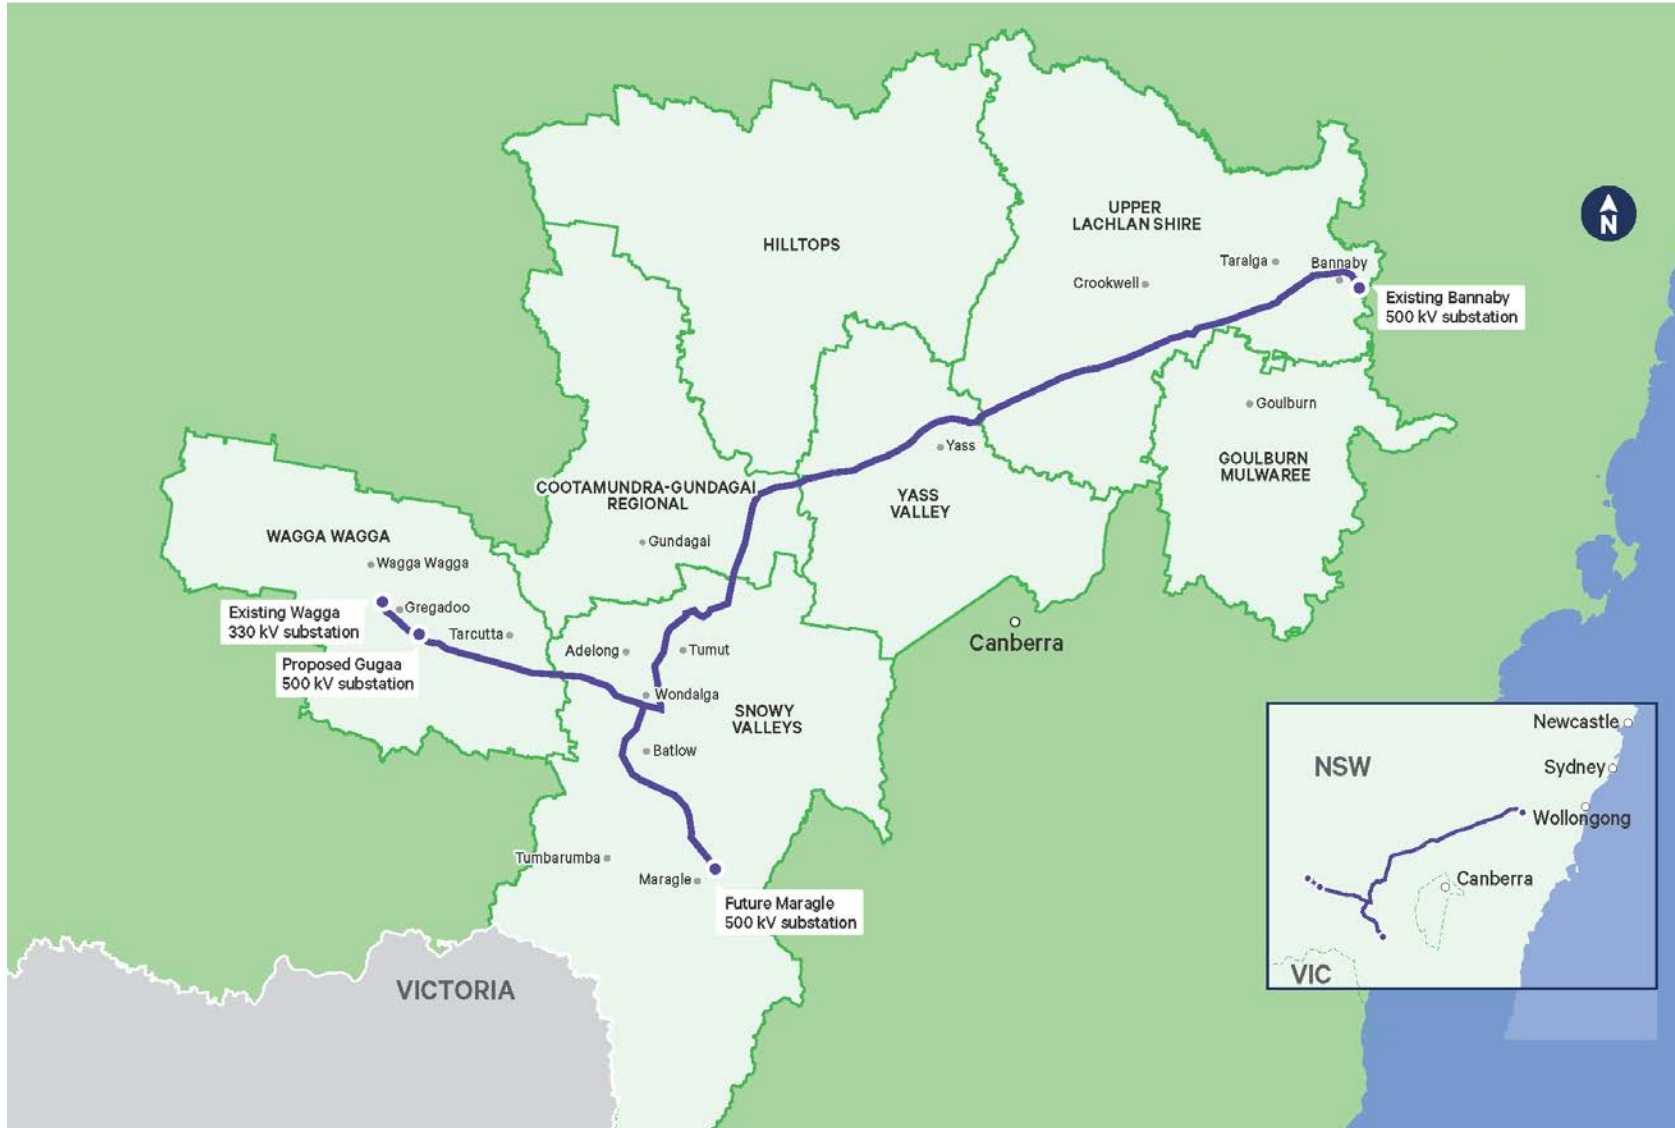 UPPER
LACHLAN SHIRE
N
HILLTOPS
Taralga
Bannaby
Crookwell
Existing Bannaby
500 kV substation
Goulburn
Yass
GOULBURN
MULWAREE
COOTAMUNDRA-GUNDAGAI
REGIONAL
YASS
VALLEY
WAGGA WAGGA
Gundagai
Wagga Wagga
Existing Wagga
330 kV substation
Gregadoo
Tarcutta
Proposed Gugaa
500 kV substation
Adelong
Tumut
Canberra
Wondalga
SNOWY
VALLEYS
Batlow
Tumbarumba
Maragle
Future Maragle
500 kV substation
VICTORIA
Newcastle
NSW
Sydney
Wollongong
Canberra
VIC